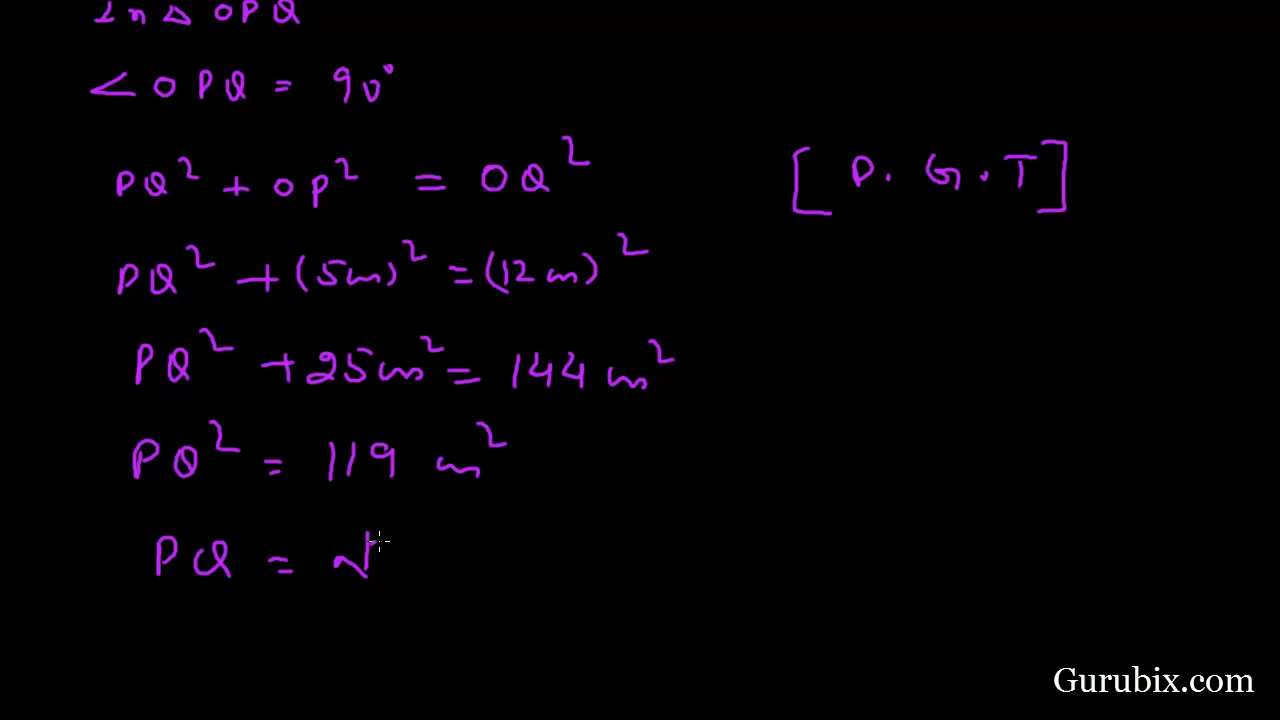 In △ OPQ
∠ OPQ = 90°
PQ² + OP² = OQ² [P.G.T]
PQ² + (5cm)² = (12cm)²
PQ² + 25cm² = 144 cm²
PQ² = 119 cm²
PQ = √
Gurubix.com